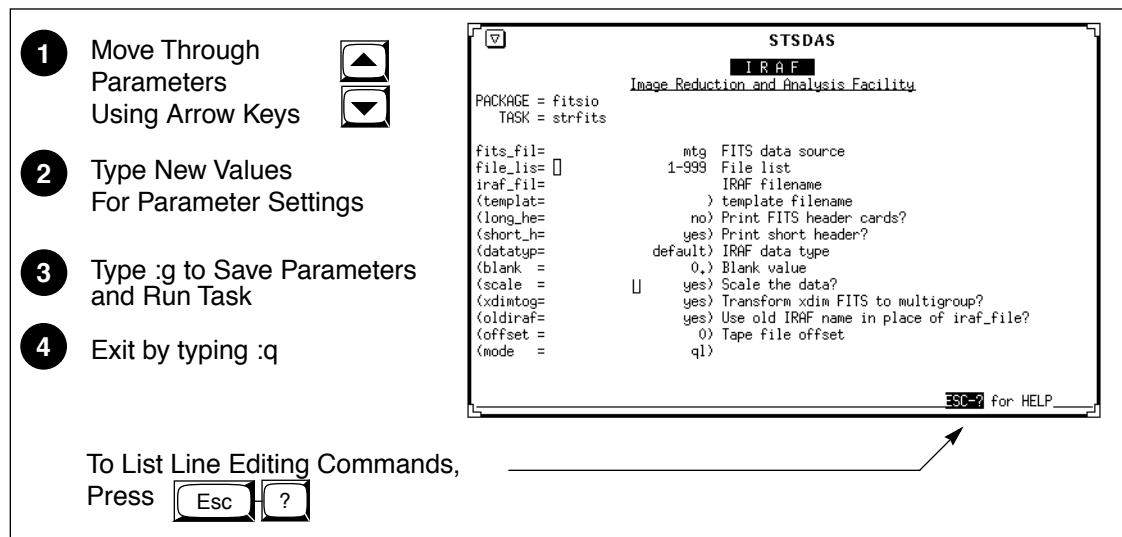 1 Move Through
Parameters
Using Arrow Keys
2 Type New Values
For Parameter Settings
3 Type :g to Save Parameters
and Run Task
4 Exit by typing :q
STSDAS
I R A F
Image Reduction and Analysis Facility
PACKAGE = fitsio
TASK = strfits
fits_fil= mtg FITS data source
file_lis= 1-999 File list
iraf_fil= IRAF filename
(templat= ) template filename
(long_he= no) Print FITS header cards?
(short_h= yes) Print short header?
(datatyp= default) IRAF data type
(blank = 0.) Blank value
(scale = yes) Scale the data?
(xdimtog= yes) Transform xdim FITS to multigroup?
(oldiraf= yes) Use old IRAF name in place of iraf_file?
(offset = 0) Tape file offset
(mode = ql)
ESC-? for HELP
To List Line Editing Commands,
Press Esc - ?